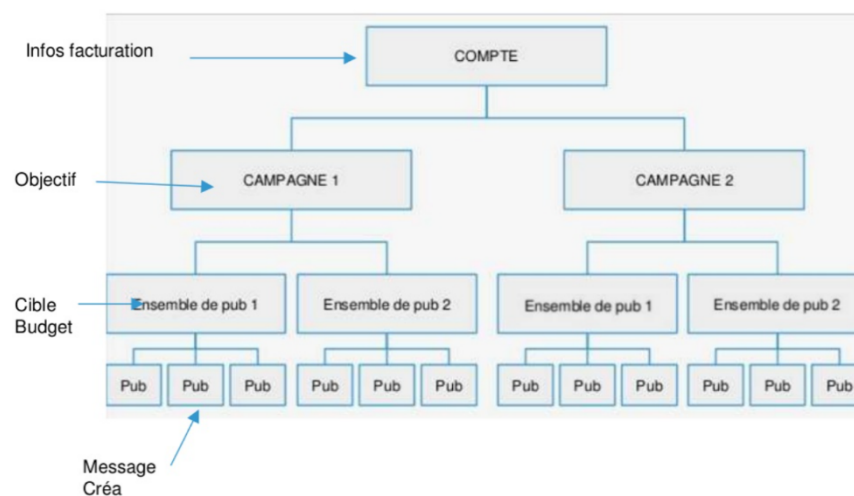 Infos facturation
COMPTE
Objectif
CAMPAGNE 1
CAMPAGNE 2
Cible
Budget
Ensemble de pub 1
Ensemble de pub 2
Ensemble de pub 1
Ensemble de pub 2
Pub
Pub
Pub
Pub
Pub
Pub
Pub
Pub
Pub
Pub
Pub
Pub
Message
Créa